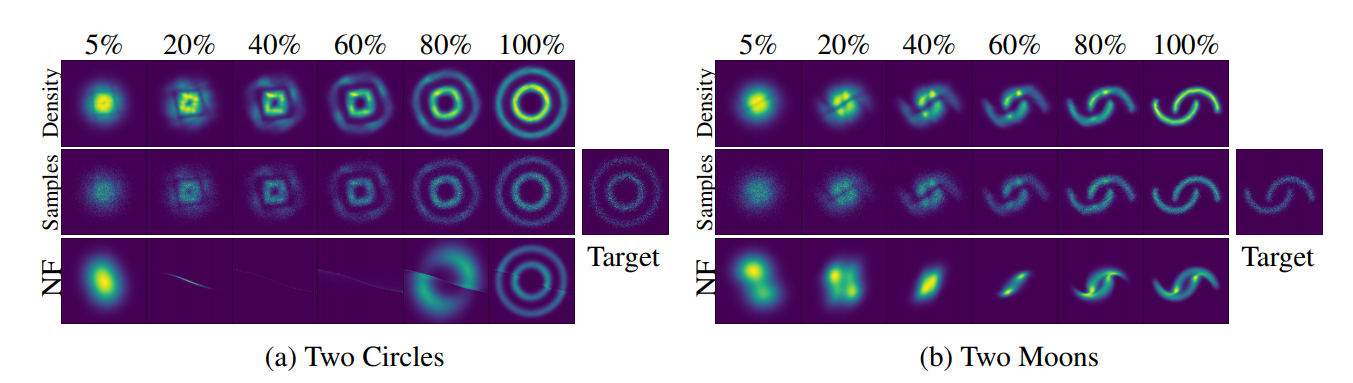 5% 20% 40% 60% 80% 100%
Density
Samples
NF
Target
(a) Two Circles
5% 20% 40% 60% 80% 100%
Density
Samples
NF
Target
(b) Two Moons